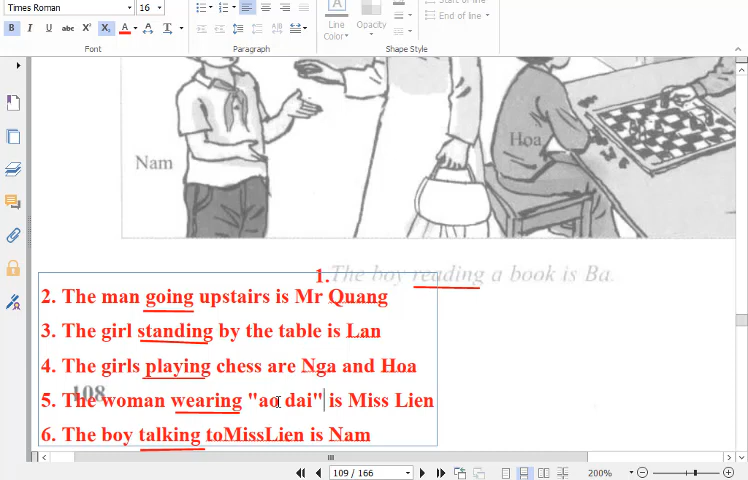 Times Roman 16
Start of line
End of line
B I U abc X² X₂ A T
Line Color
Opacity
Font Paragraph Shape Style
Nam
Hoa
1. The boy reading a book is Ba.
2. The man going upstairs is Mr Quang
3. The girl standing by the table is Lan
4. The girls playing chess are Nga and Hoa
108
5. The woman wearing "ao dai" is Miss Lien
6. The boy talking toMissLien is Nam
109 / 166
200%